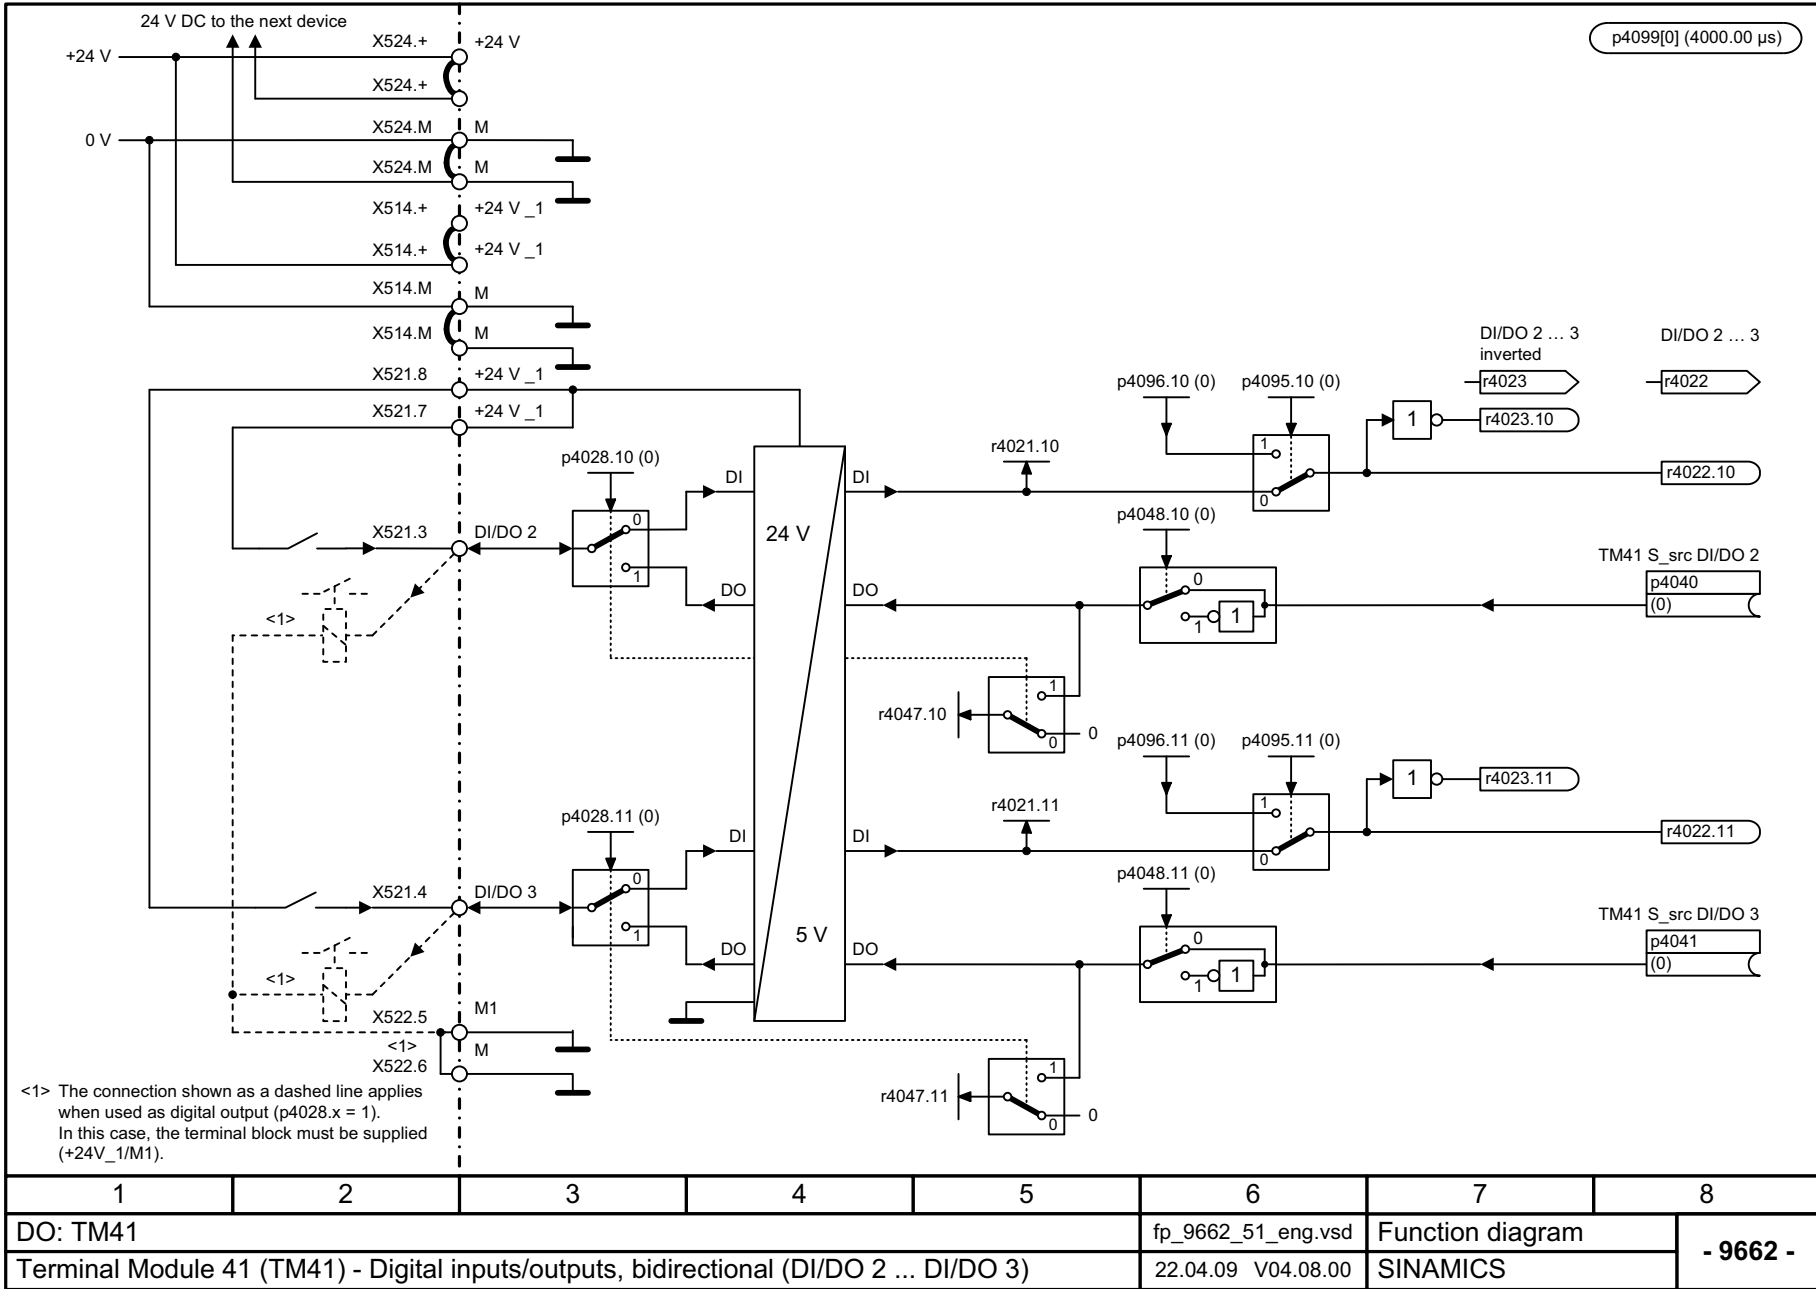 24 V DC to the next device
p4099[0] (4000.00 µs)
X524.+ +24 V
+24 V
X524.+
X524.M M
0 V
X524.M M
X514.+ +24 V _1
X514.+ +24 V _1
X514.M M
X514.M M
DI/DO 2 … 3
inverted
DI/DO 2 … 3
X521.8 +24 V _1
p4096.10 (0) p4095.10 (0)
r4023
r4022
X521.7 +24 V _1
1
r4023.10
1
r4021.10
p4028.10 (0)
r4022.10
DI
DI
0
p4048.10 (0)
0
24 V
X521.3 DI/DO 2
TM41 S_src DI/DO 2
1
0
p4040
DO
DO
(0)
<1>
1
1
1
r4047.10
0
0
p4096.11 (0) p4095.11 (0)
1
r4023.11
1
r4021.11
p4028.11 (0)
DI
DI
r4022.11
0
p4048.11 (0)
0
X521.4 DI/DO 3
TM41 S_src DI/DO 3
1
5 V
0
p4041
DO
DO
(0)
<1>
1
1
X522.5 M1
<1>
M
X522.6
1
r4047.11
0
0
<1> The connection shown as a dashed line applies
when used as digital output (p4028.x = 1).
In this case, the terminal block must be supplied
(+24V_1/M1).
1 2 3 4 5 6 7 8
DO: TM41
fp_9662_51_eng.vsd
Function diagram
- 9662 -
Terminal Module 41 (TM41) - Digital inputs/outputs, bidirectional (DI/DO 2 ... DI/DO 3)
22.04.09 V04.08.00
SINAMICS